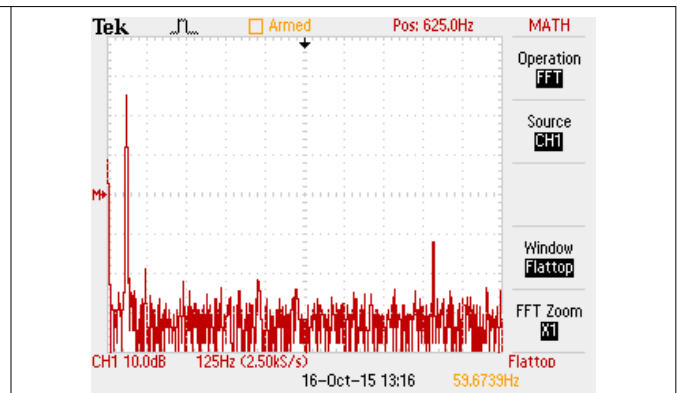 Tek Armed Pos: 625.0Hz MATH
Operation
FFT
Source
CH1
M
Window
Flattop
FFT Zoom
X1
CH1 10.0dB 125Hz (2.50kS/s) Flattop
16-Oct-15 13:16 59.6739Hz